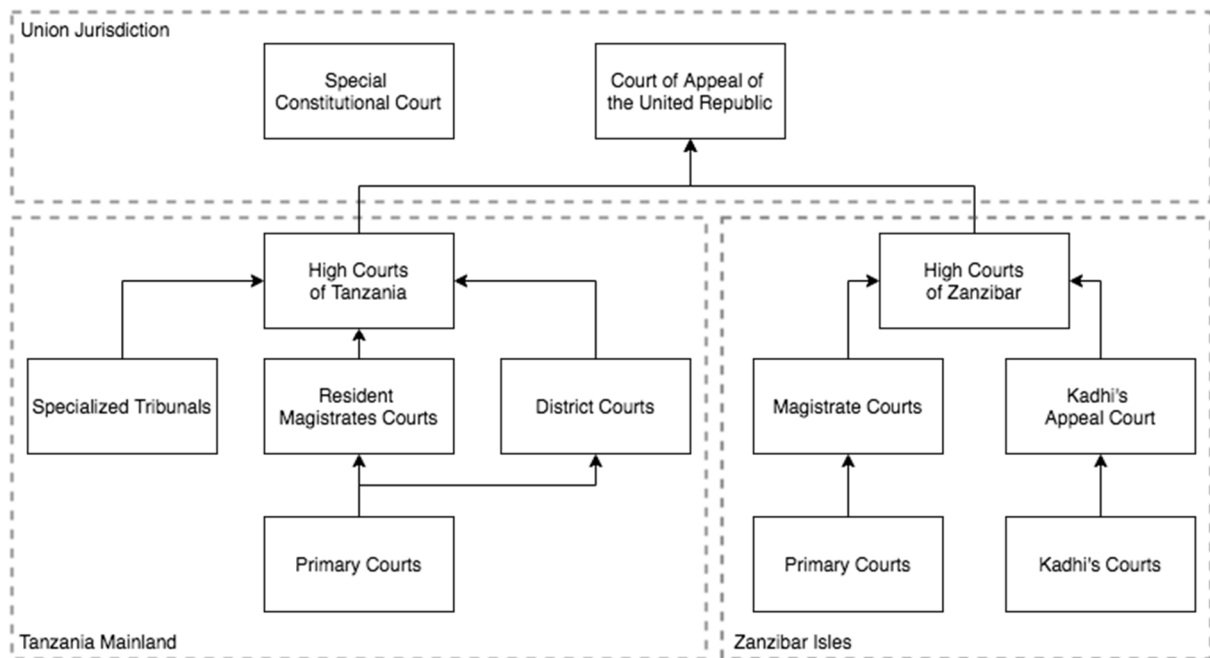 Union Jurisdiction
Special
Constitutional Court
Court of Appeal of
the United Republic
High Courts
of Tanzania
High Courts
of Zanzibar
Specialized Tribunals
Resident
Magistrates Courts
District Courts
Magistrate Courts
Kadhi's
Appeal Court
Primary Courts
Primary Courts
Kadhi's Courts
Tanzania Mainland
Zanzibar Isles